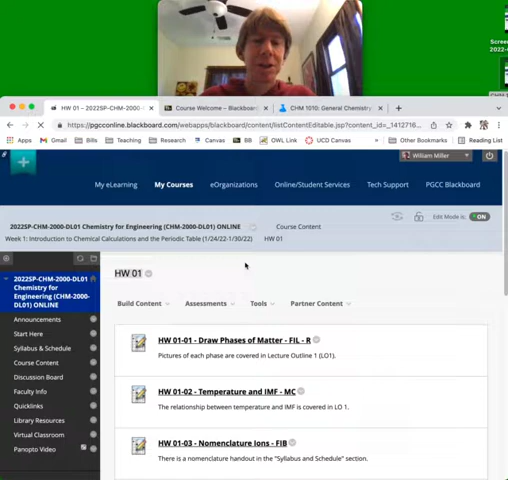 Screen
2022-
HW 01 – 2022SP-CHM-2000-D
Course Welcome – Blackboard
CHM 1010: General Chemistry
https://pgcconline.blackboard.com/webapps/blackboard/content/listContentEditable.jsp?content_id=_1412716...
Apps
Gmail
Bills
Teaching
Research
Canvas
BB
OWL Link
UCD Canvas
»
Other Bookmarks
Reading List
William Miller
My eLearning
My Courses
eOrganizations
Online/Student Services
Tech Support
PGCC Blackboard
2022SP-CHM-2000-DL01 Chemistry for Engineering (CHM-2000-DL01) ONLINE
Course Content
Edit Mode is:
ON
Week 1: Introduction to Chemical Calculations and the Periodic Table (1/24/22-1/30/22)
HW 01
2022SP-CHM-2000-DL01
Chemistry for
Engineering (CHM-2000-
DL01) ONLINE
Announcements
Start Here
Syllabus & Schedule
Course Content
Discussion Board
Faculty Info
Quicklinks
Library Resources
Virtual Classroom
Panopto Video
HW 01
Build Content
Assessments
Tools
Partner Content
HW 01-01 - Draw Phases of Matter - FIL - R
Pictures of each phase are covered in Lecture Outline 1 (LO1).
HW 01-02 - Temperature and IMF - MC
The relationship between temperature and IMF is covered in LO 1.
HW 01-03 - Nomenclature Ions - FIB
There is a nomenclature handout in the "Syllabus and Schedule" section.